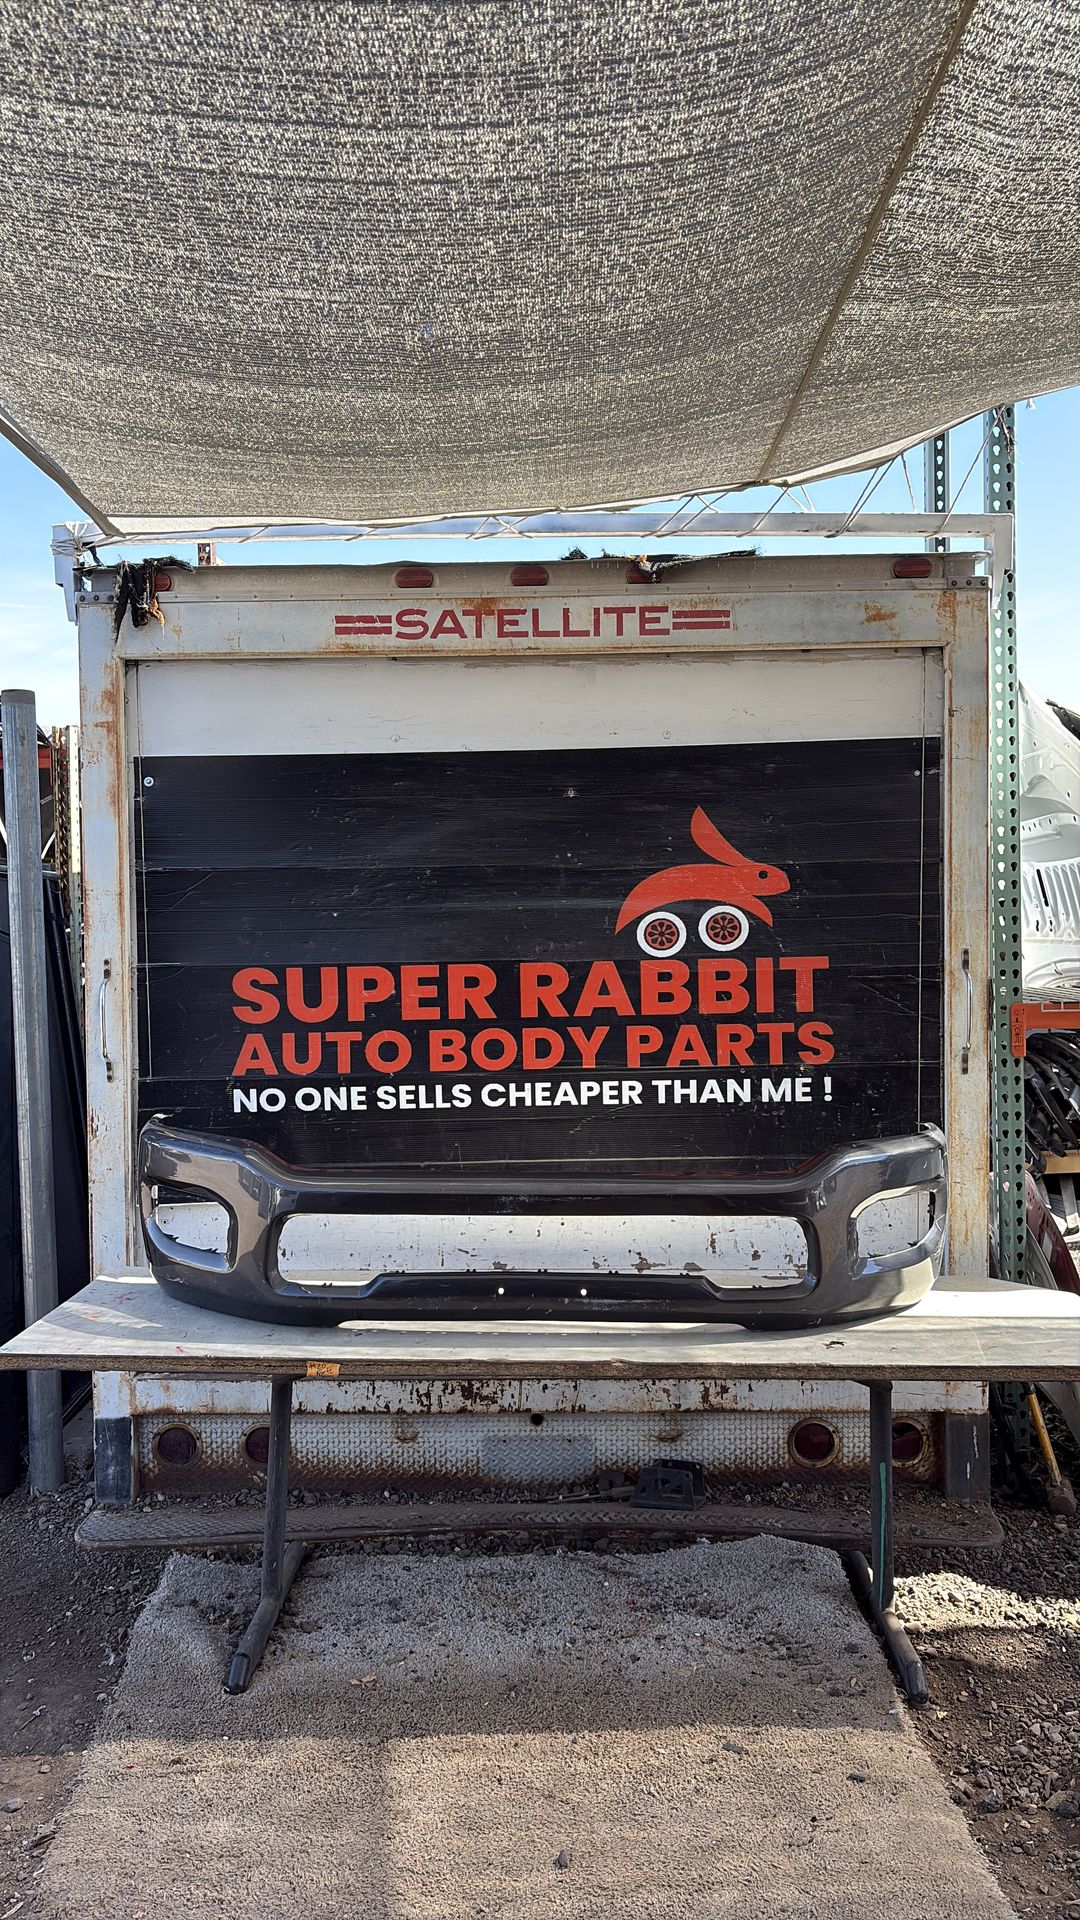 SATELLITE
SUPER RABBIT
AUTO BODY PARTS
NO ONE SELLS CHEAPER THAN ME !